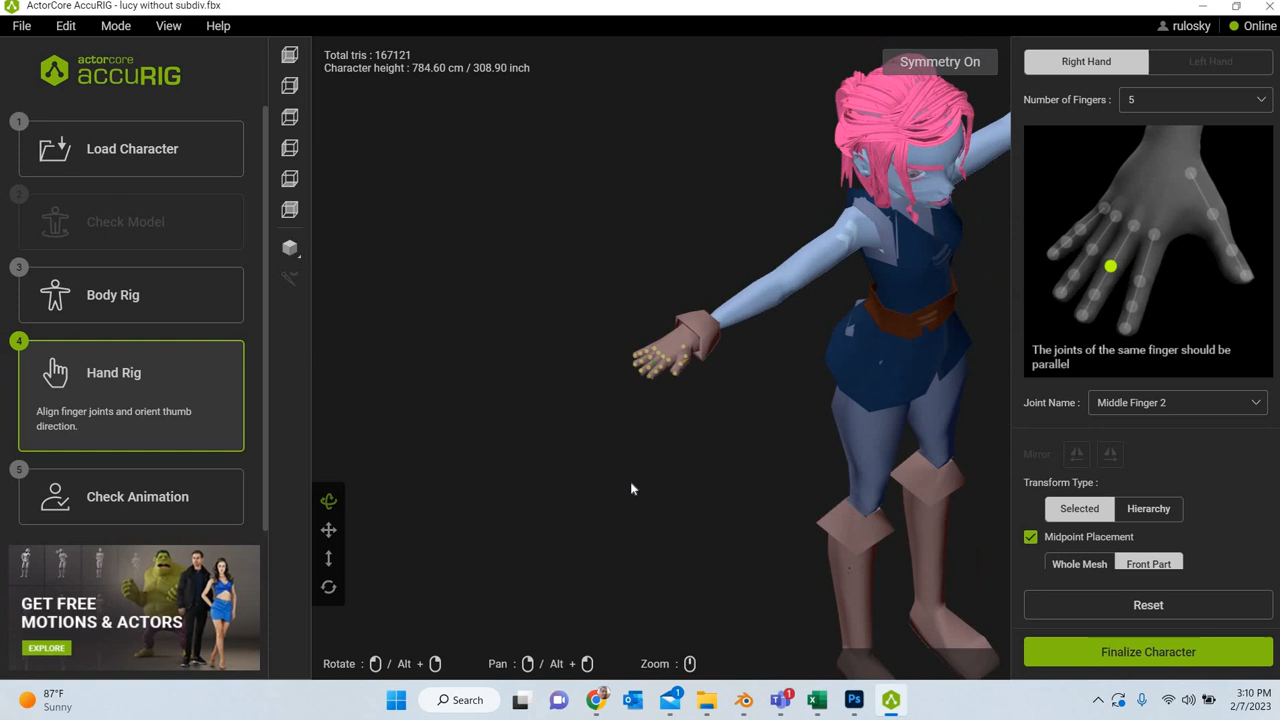 ActorCore AccuRIG - lucy without subdiv.fbx
File Edit Mode View Help
rulosky Online
actorcore
accuRIG
1
Load Character
2
Check Model
3
Body Rig
4
Hand Rig
Align finger joints and orient thumb
direction.
5
Check Animation
GET FREE
MOTIONS & ACTORS
EXPLORE
Total tris : 167121
Character height : 784.60 cm / 308.90 inch
Symmetry On
Rotate : / Alt + Pan : / Alt + Zoom :
Right Hand Left Hand
Number of Fingers : 5
The joints of the same finger should be
parallel
Joint Name : Middle Finger 2
Mirror :
Transform Type :
Selected Hierarchy
Midpoint Placement
Whole Mesh Front Part
Reset
Finalize Character
87°F
Sunny
Search
1
1
3:10 PM
2/7/2023